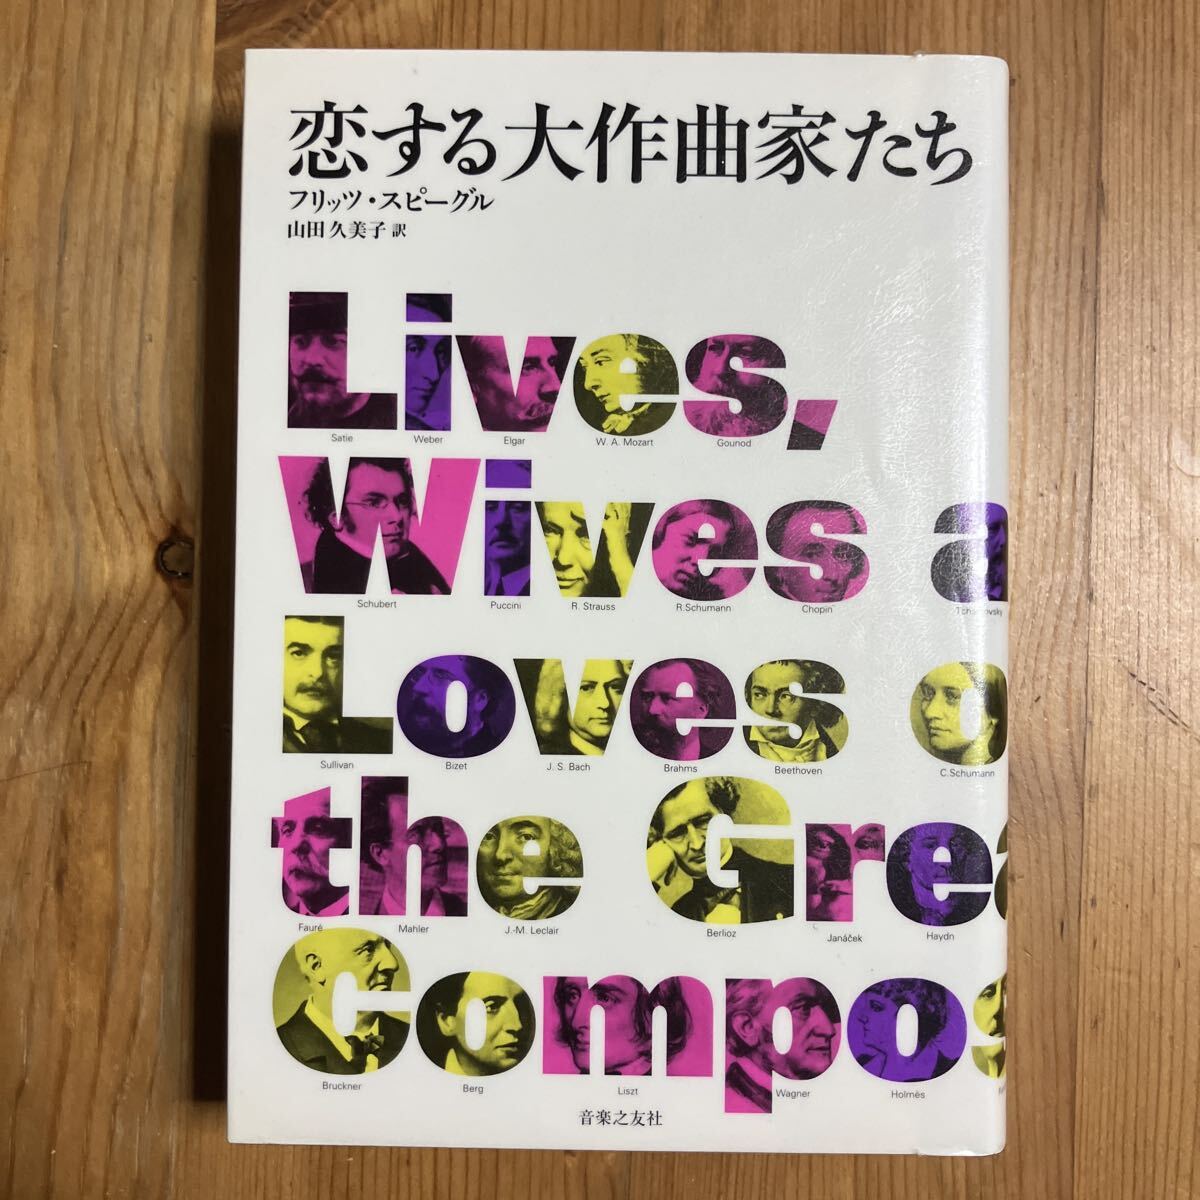 恋する大作曲家たち
フリッツ・スピーグル
山田久美子 訳
Lives,
Satie Weber Elgar W. A. Mozart Gounod
Wives a
Schubert Puccini R. Strauss R.Schumann Chopin Tchaikovsky
Loves o
Sullivan Bizet J. S. Bach Brahms Beethoven C.Schumann
the Grea
Fauré Mahler J.-M. Leclair Berlioz Janáček Haydn
Compos
Bruckner Berg Liszt Wagner Holmès
音楽之友社